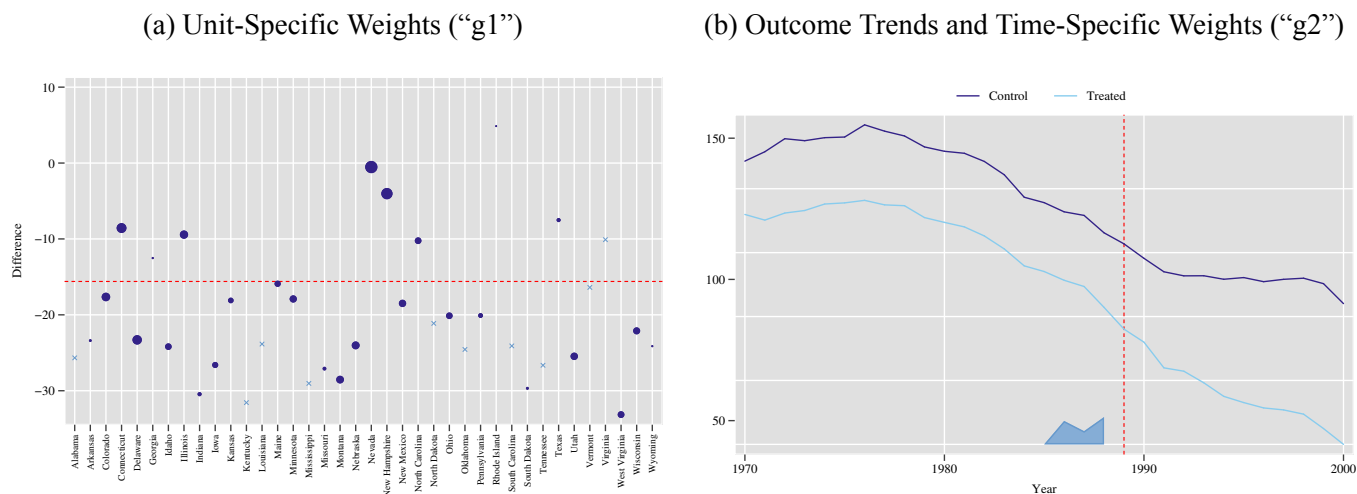 (a) Unit-Specific Weights (“g1”)
10
0
−10
−20
−30
Difference
Alabama
Arkansas
Colorado
Connecticut
Delaware
Georgia
Idaho
Illinois
Indiana
Iowa
Kansas
Kentucky
Louisiana
Maine
Minnesota
Mississippi
Missouri
Montana
Nebraska
Nevada
New Hampshire
New Mexico
North Carolina
North Dakota
Ohio
Oklahoma
Pennsylvania
Rhode Island
South Carolina
South Dakota
Tennessee
Texas
Utah
Vermont
Virginia
West Virginia
Wisconsin
Wyoming
(b) Outcome Trends and Time-Specific Weights (“g2”)
Control Treated
150
100
50
1970 1980 1990 2000
Year